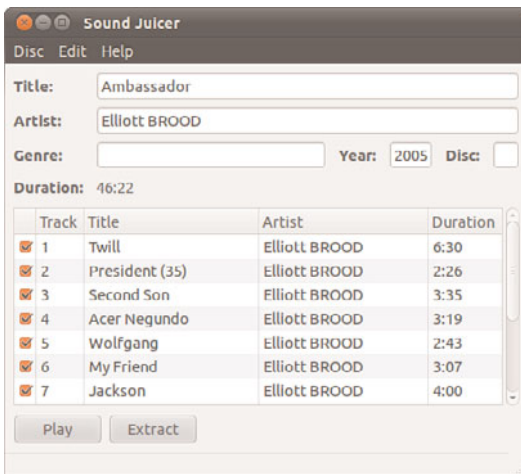 Sound Juicer
Disc Edit Help
Title: Ambassador
Artist: Elliott BROOD
Genre: Year: 2005 Disc:
Duration: 46:22
Track Title Artist Duration
1 Twill Elliott BROOD 6:30
2 President (35) Elliott BROOD 2:26
3 Second Son Elliott BROOD 3:35
4 Acer Negundo Elliott BROOD 3:19
5 Wolfgang Elliott BROOD 2:43
6 My Friend Elliott BROOD 3:07
7 Jackson Elliott BROOD 4:00
Play Extract